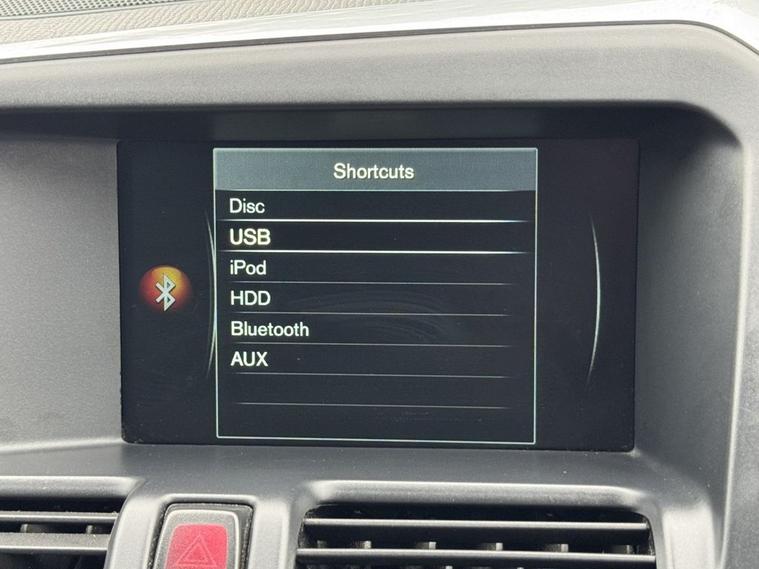 Shortcuts
Disc
USB
iPod
HDD
Bluetooth
AUX